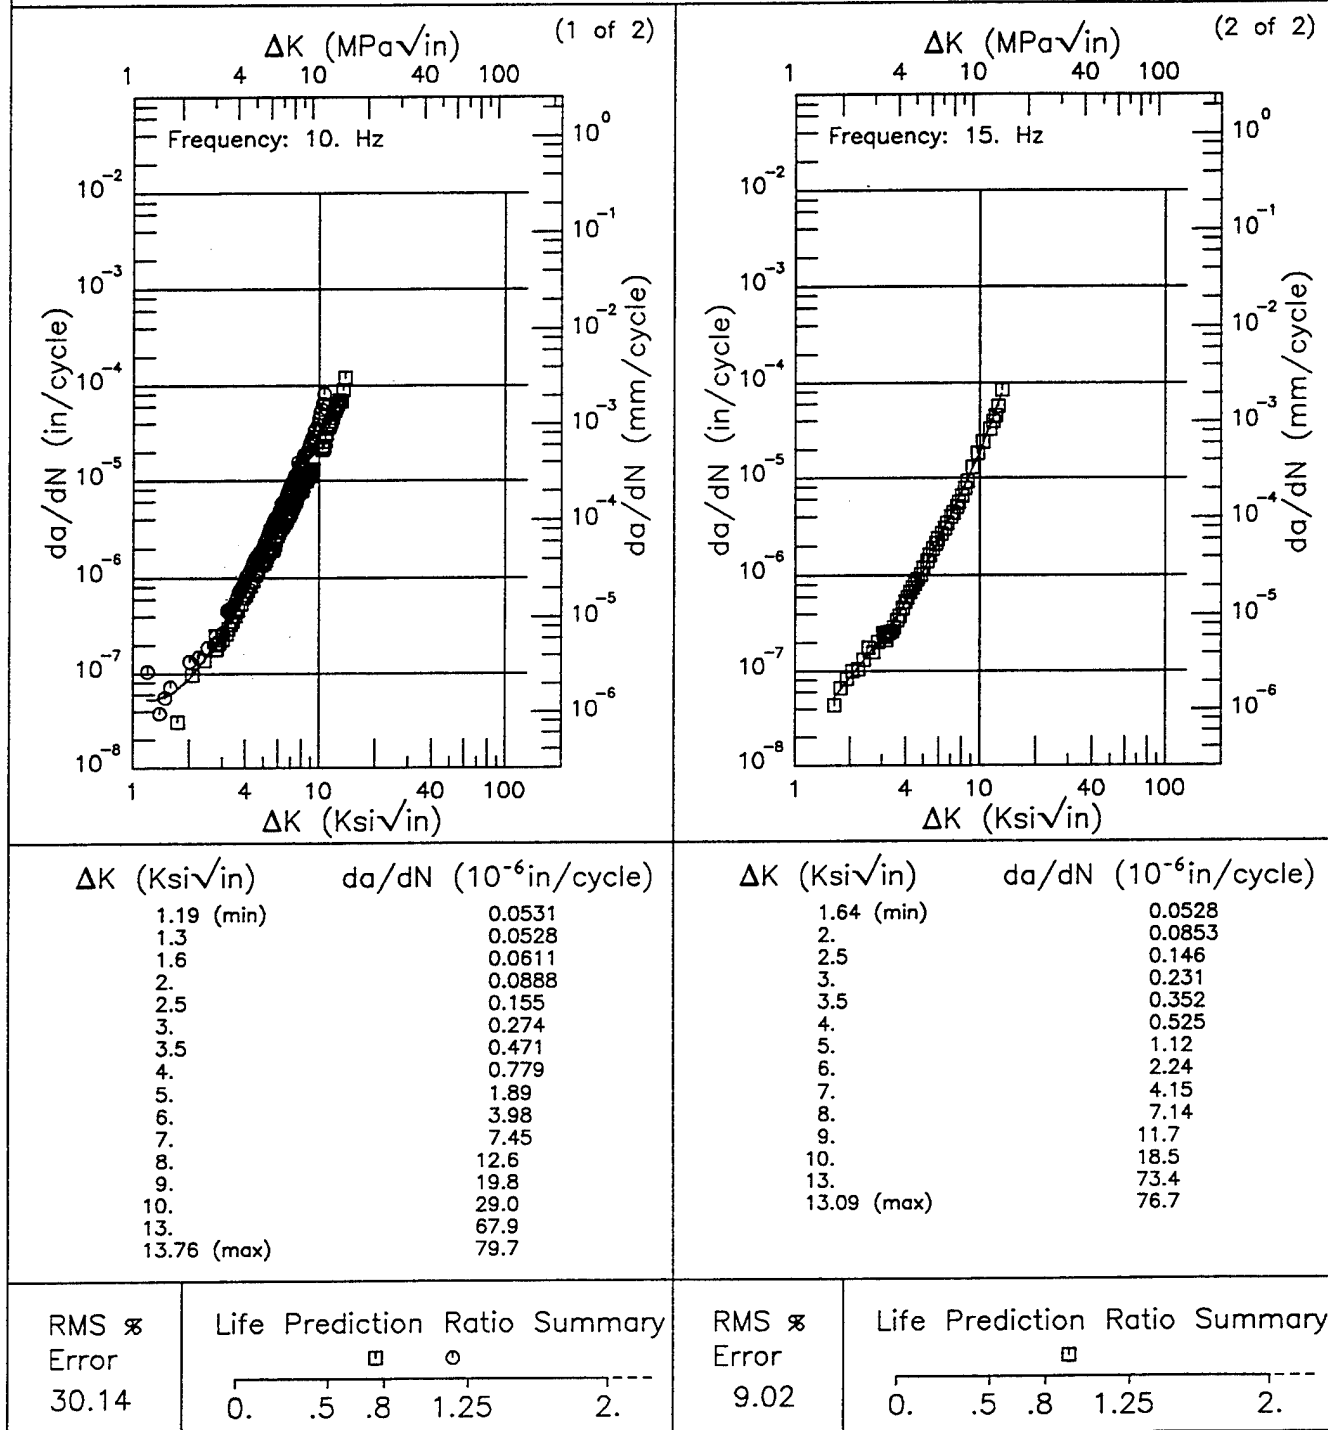 (1 of 2)
ΔK (MPa√in)
1 4 10 40 100
Frequency: 10. Hz
10⁻²
10⁻³
10⁻⁴
10⁻⁵
10⁻⁶
10⁻⁷
10⁻⁸
da/dN (in/cycle)
10⁰
10⁻¹
10⁻²
10⁻³
10⁻⁴
10⁻⁵
10⁻⁶
da/dN (mm/cycle)
1 4 10 40 100
ΔK (Ksi√in)
ΔK (Ksi√in) da/dN (10⁻⁶in/cycle)
1.19 (min) 0.0531
1.3 0.0528
1.6 0.0611
2. 0.0888
2.5 0.155
3. 0.274
3.5 0.471
4. 0.779
5. 1.89
6. 3.98
7. 7.45
8. 12.6
9. 19.8
10. 29.0
13. 67.9
13.76 (max) 79.7
RMS %
Error
30.14
Life Prediction Ratio Summary
0. .5 .8 1.25 2.
(2 of 2)
ΔK (MPa√in)
1 4 10 40 100
Frequency: 15. Hz
10⁻²
10⁻³
10⁻⁴
10⁻⁵
10⁻⁶
10⁻⁷
10⁻⁸
da/dN (in/cycle)
10⁰
10⁻¹
10⁻²
10⁻³
10⁻⁴
10⁻⁵
10⁻⁶
da/dN (mm/cycle)
1 4 10 40 100
ΔK (Ksi√in)
ΔK (Ksi√in) da/dN (10⁻⁶in/cycle)
1.64 (min) 0.0528
2. 0.0853
2.5 0.146
3. 0.231
3.5 0.352
4. 0.525
5. 1.12
6. 2.24
7. 4.15
8. 7.14
9. 11.7
10. 18.5
13. 73.4
13.09 (max) 76.7
RMS %
Error
9.02
Life Prediction Ratio Summary
0. .5 .8 1.25 2.